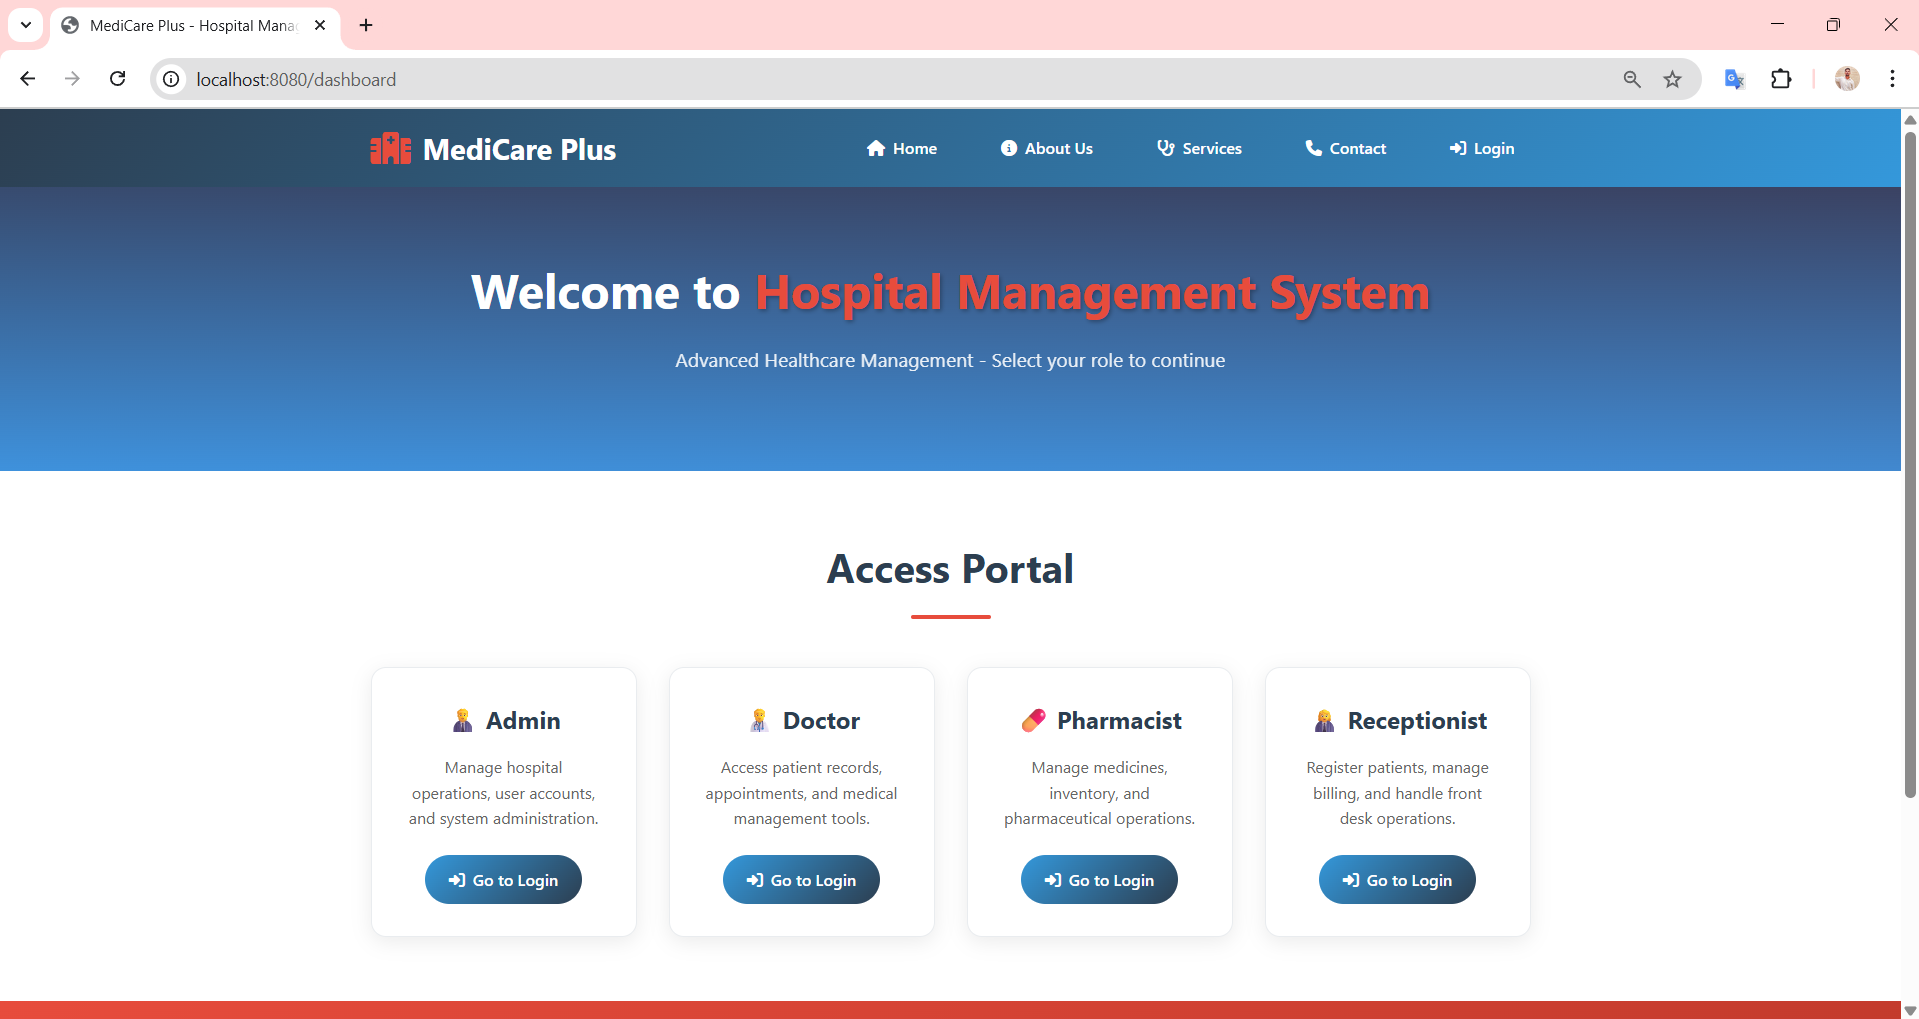 MediCare Plus - Hospital Mana
localhost:8080/dashboard
MediCare Plus
Home
About Us
Services
Contact
Login
Welcome to Hospital Management System
Advanced Healthcare Management - Select your role to continue
Access Portal
Admin
Manage hospital
operations, user accounts,
and system administration.
Go to Login
Doctor
Access patient records,
appointments, and medical
management tools.
Go to Login
Pharmacist
Manage medicines,
inventory, and
pharmaceutical operations.
Go to Login
Receptionist
Register patients, manage
billing, and handle front
desk operations.
Go to Login